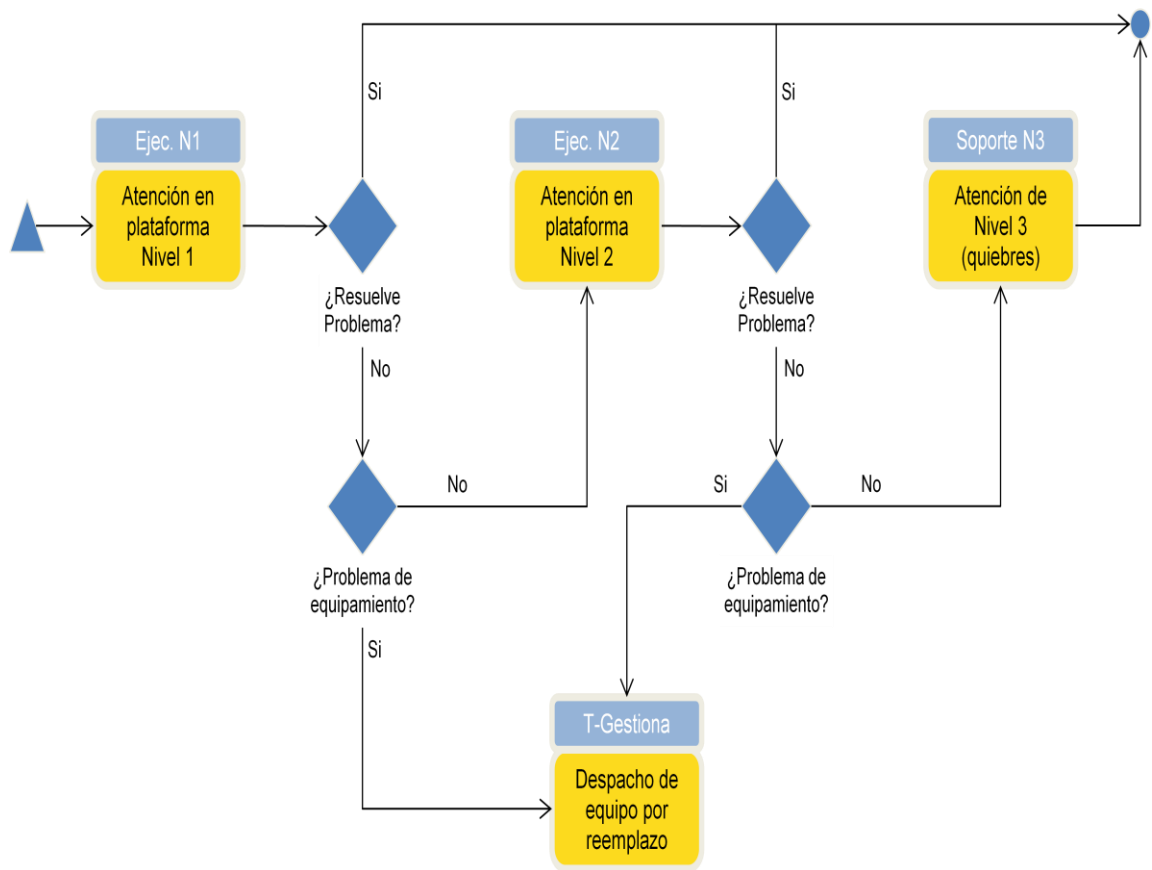 Si
Si
Ejec. N1
Atención en
plataforma
Nivel 1
Ejec. N2
Atención en
plataforma
Nivel 2
Soporte N3
Atención de
Nivel 3
(quiebres)
¿Resuelve
Problema?
¿Resuelve
Problema?
No
No
No
Si
No
¿Problema de
equipamiento?
¿Problema de
equipamiento?
Si
T-Gestiona
Despacho de
equipo por
reemplazo